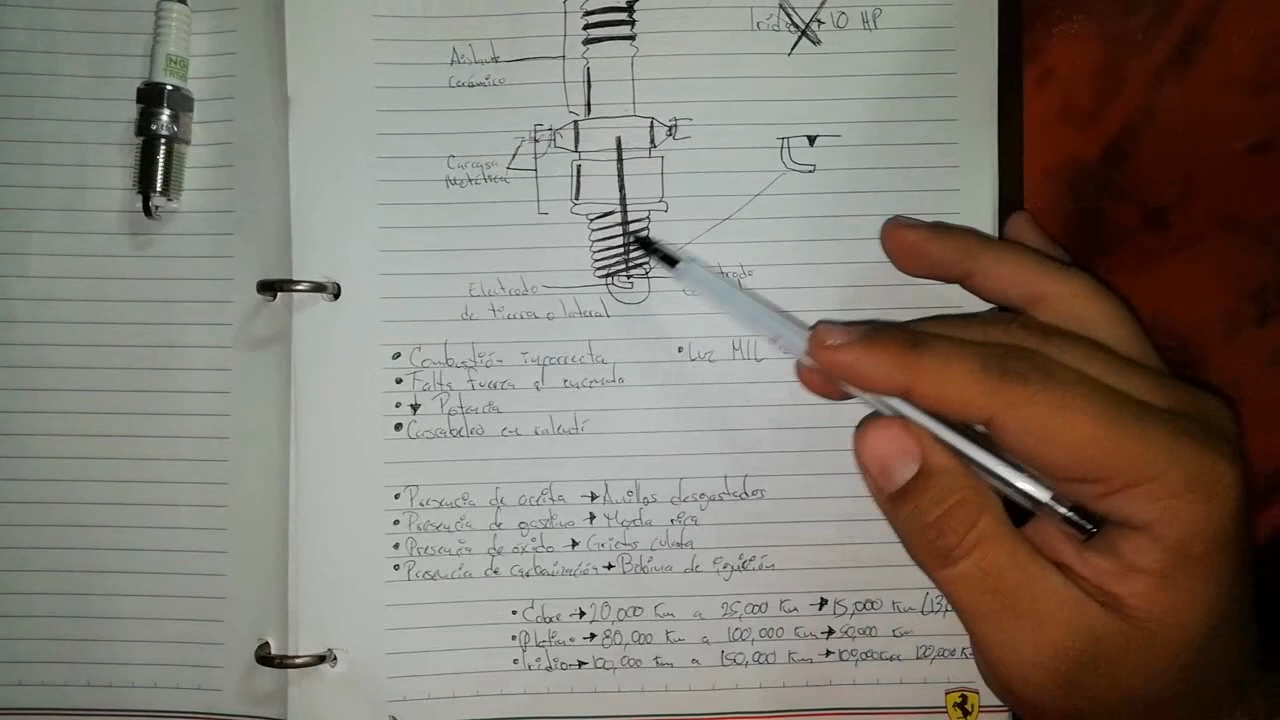 NG
TR5
Iridio + 10 HP
Aislant
Cerámico
Carcasa
Metálica
Electrodo
de tierra o lateral
• Combustión incorrecta
• Luz MIL
• Falta fuerza al
• ↓ Potencia
• Cascabeleo en ralentí
• Presencia de aceite → Anillos desgastados
• Presencia de gasolina → Mezcla rica
• Presencia de óxido → Grietas culata
• Presencia de carbonización → Bobina de ignición
• Cobre → 20,000 Km a 25,000 Km → 15,000 Km
• Platino → 80,000 Km a 100,000 Km → 50,000 Km
• Iridio → 100,000 Km a 150,000 Km → 100,000 Km a 120,000 K